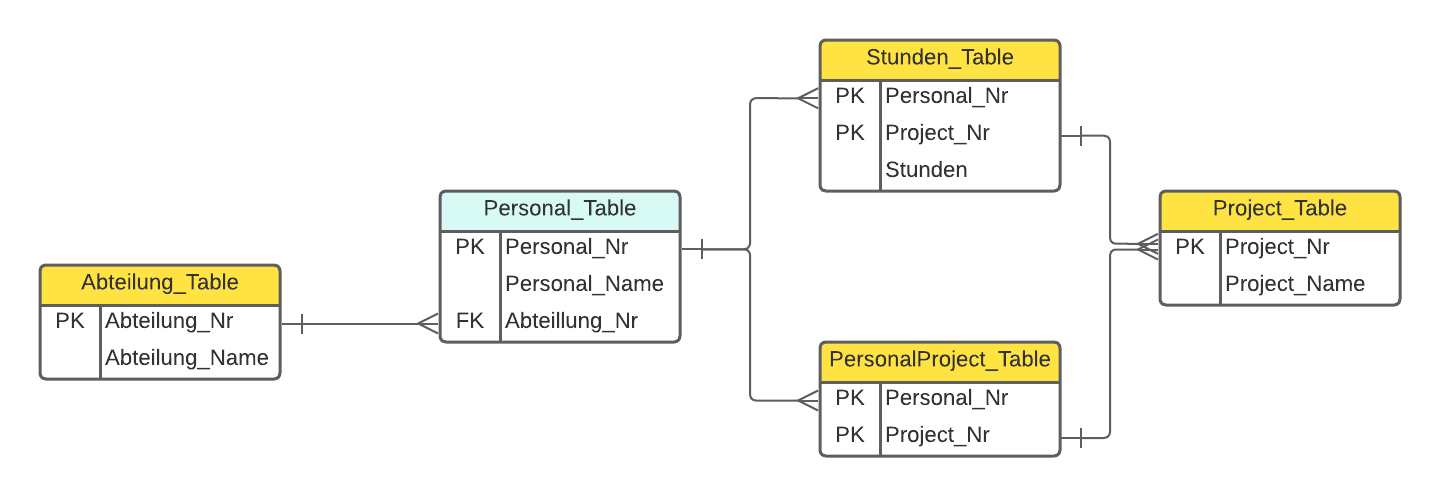 Stunden_Table
PK Personal_Nr
PK Project_Nr
Stunden
Personal_Table
PK Personal_Nr
Personal_Name
FK Abteillung_Nr
Project_Table
PK Project_Nr
Project_Name
Abteilung_Table
PK Abteilung_Nr
Abteilung_Name
PersonalProject_Table
PK Personal_Nr
PK Project_Nr